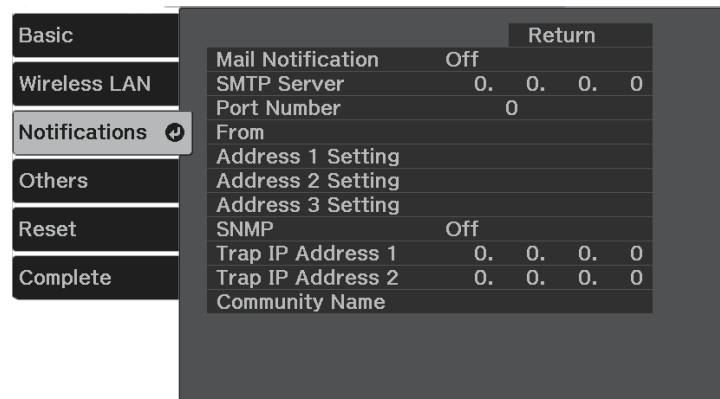 Basic
Wireless LAN
Notifications
Others
Reset
Complete
Return
Mail Notification Off
SMTP Server 0. 0. 0. 0
Port Number 0
From
Address 1 Setting
Address 2 Setting
Address 3 Setting
SNMP Off
Trap IP Address 1 0. 0. 0. 0
Trap IP Address 2 0. 0. 0. 0
Community Name